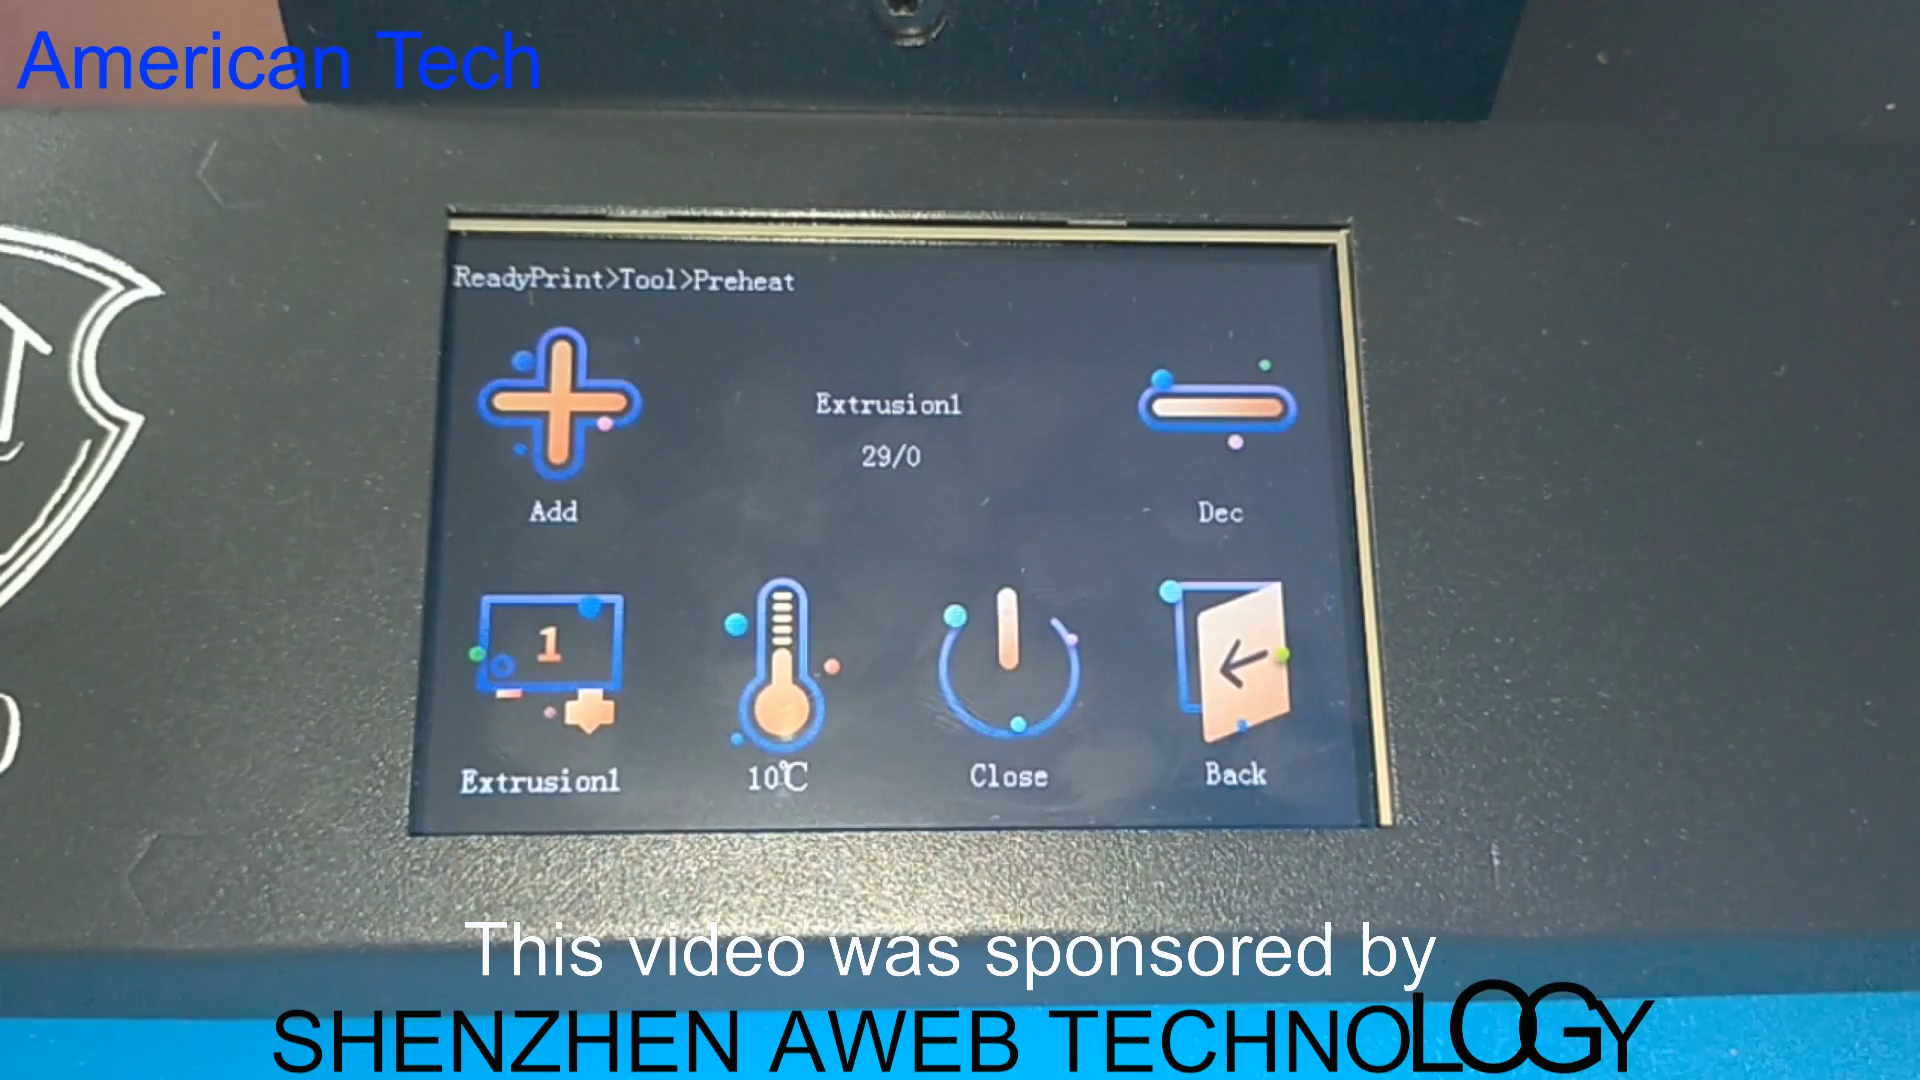 American Tech
ReadyPrint>Tool>Preheat
Extrusion1
29/0
Add
Dec
1
Extrusion1
10℃
Close
Back
This video was sponsored by
SHENZHEN AWEB TECHNOLOGY